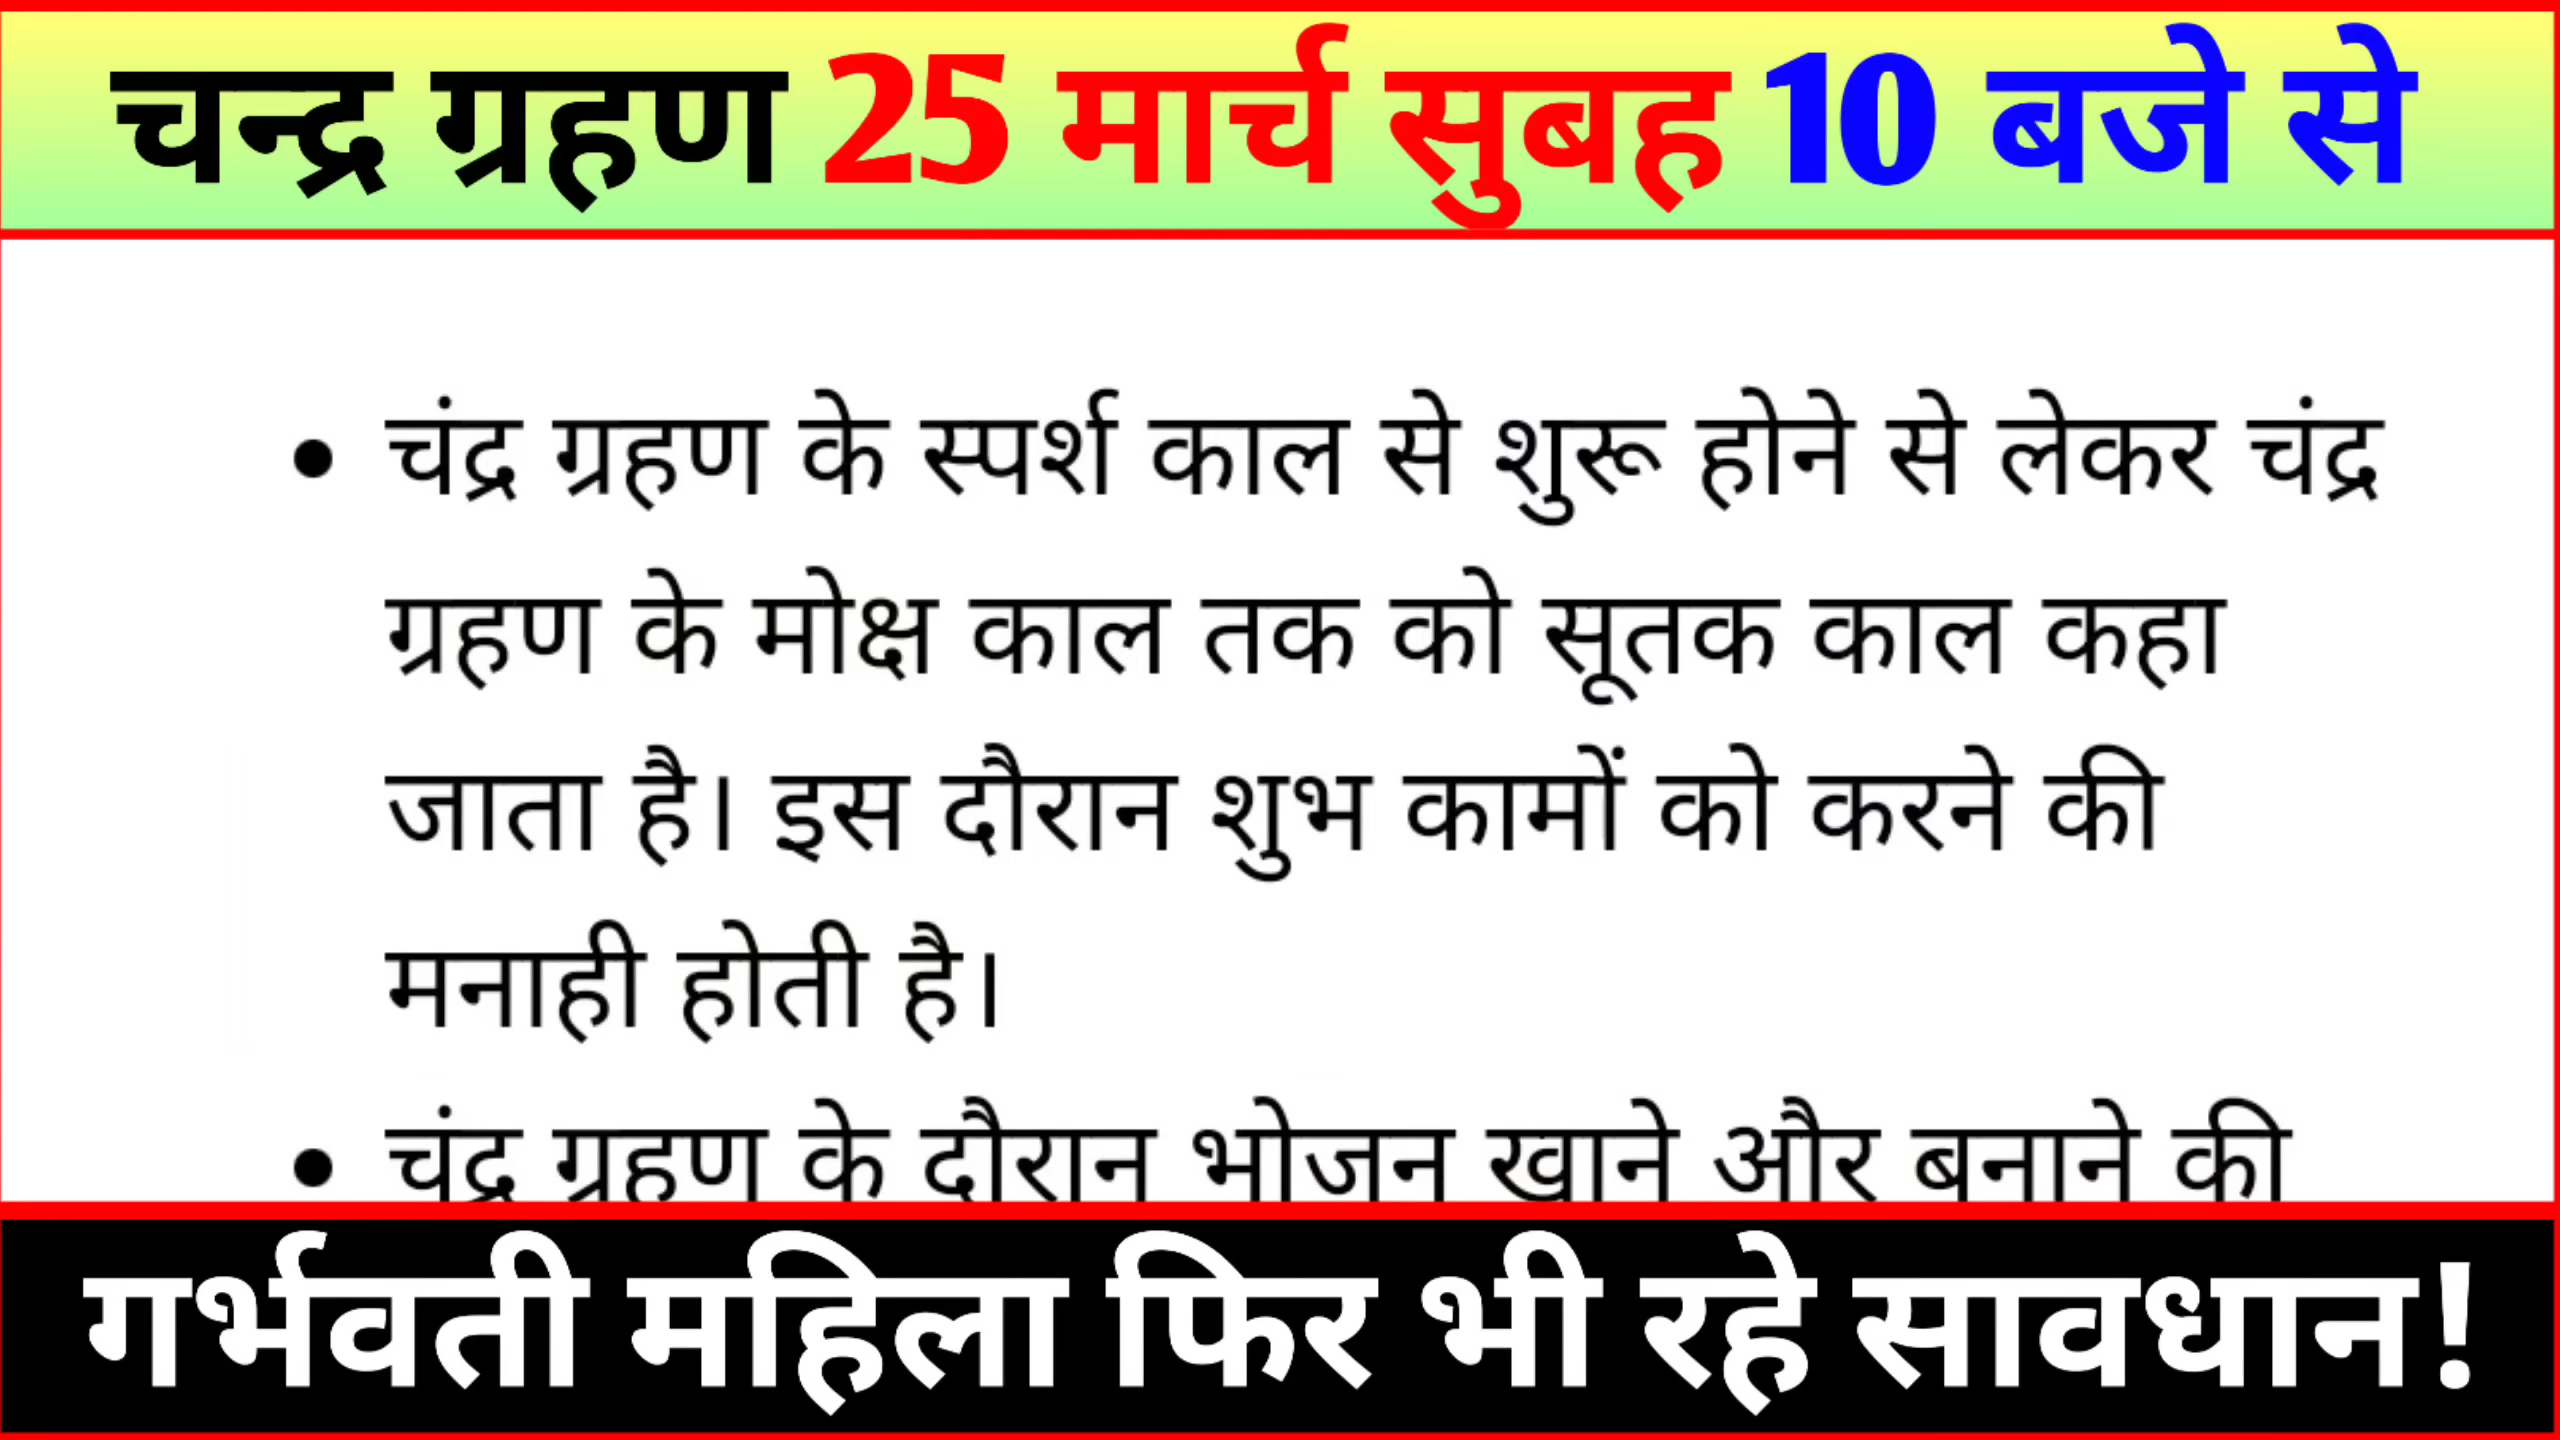 चन्द्र ग्रहण 25 मार्च सुबह 10 बजे से
• चंद्र ग्रहण के स्पर्श काल से शुरू होने से लेकर चंद्र
ग्रहण के मोक्ष काल तक को सूतक काल कहा
जाता है। इस दौरान शुभ कामों को करने की
मनाही होती है।
• चंद्र ग्रहण के दौरान भोजन खाने और बनाने की
गर्भवती महिला फिर भी रहे सावधान!